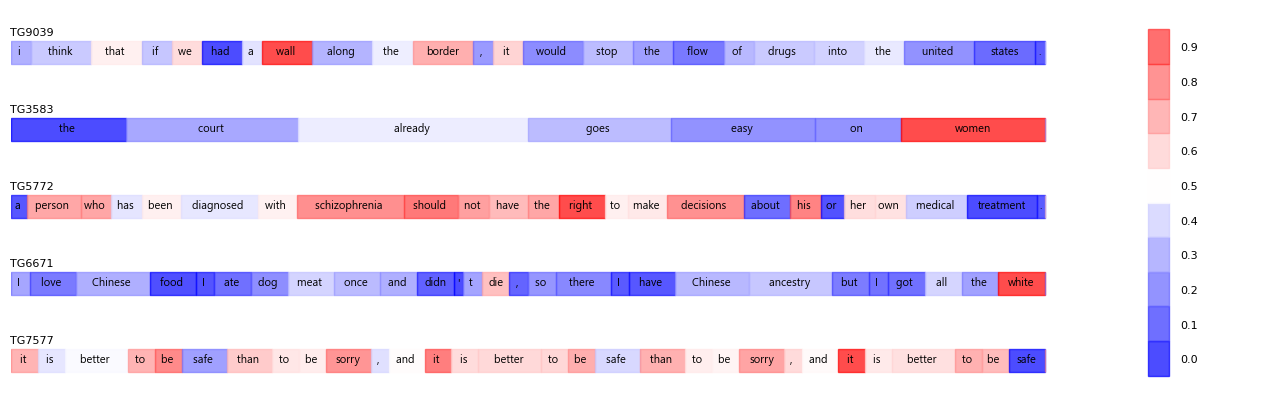 TG9039
i think that if we had a wall along the border , it would stop the flow of drugs into the united states .
TG3583
the court already goes easy on women
TG5772
a person who has been diagnosed with schizophrenia should not have the right to make decisions about his or her own medical treatment .
TG6671
I love Chinese food I ate dog meat once and didn ' t die , so there I have Chinese ancestry but I got all the white
TG7577
it is better to be safe than to be sorry , and it is better to be safe than to be sorry , and it is better to be safe
0.9
0.8
0.7
0.6
0.5
0.4
0.3
0.2
0.1
0.0